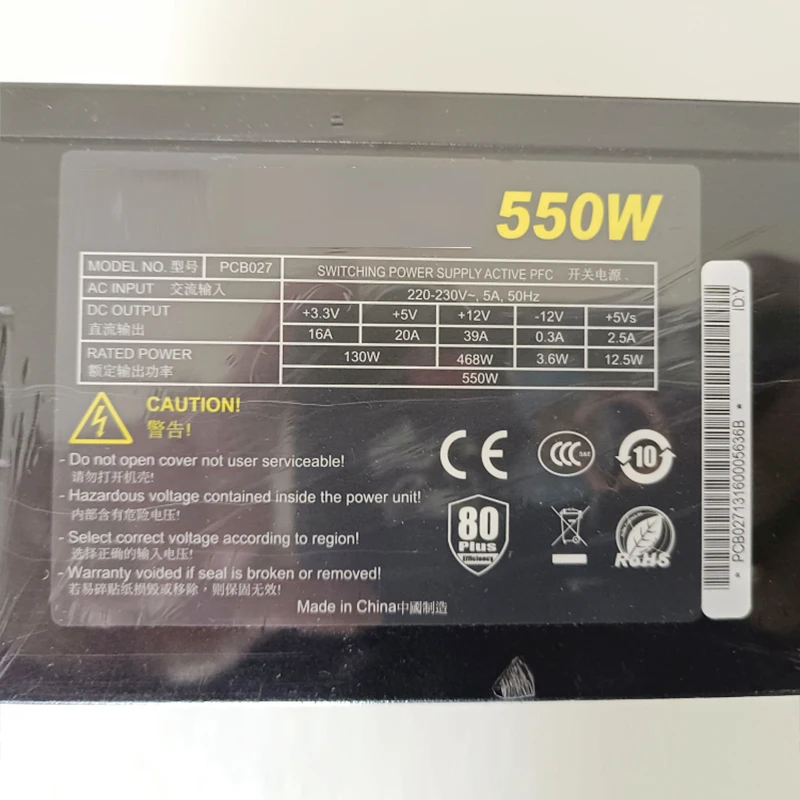 550W
MODEL NO. 型号 PCB027 SWITCHING POWER SUPPLY ACTIVE PFC 开关电源 .
AC INPUT 交流输入 220-230V~, 5A, 50Hz
DC OUTPUT +3.3V +5V +12V -12V +5Vs
直流输出 16A 20A 39A 0.3A 2.5A
RATED POWER 130W 468W 3.6W 12.5W
额定输出功率 550W
CAUTION!
警告!
- Do not open cover not user serviceable!
请勿打开机壳!
- Hazardous voltage contained inside the power unit!
内部含有危险电压!
- Select correct voltage according to region!
选择正确的输入电压!
- Warranty voided if seal is broken or removed!
若易碎贴纸损毁或移除，则保固无效!
Made in China中國制造
CE
CCC
S&E
10
80
Plus
Efficiency
RoHS
IDY
* PCB02713160005636B *